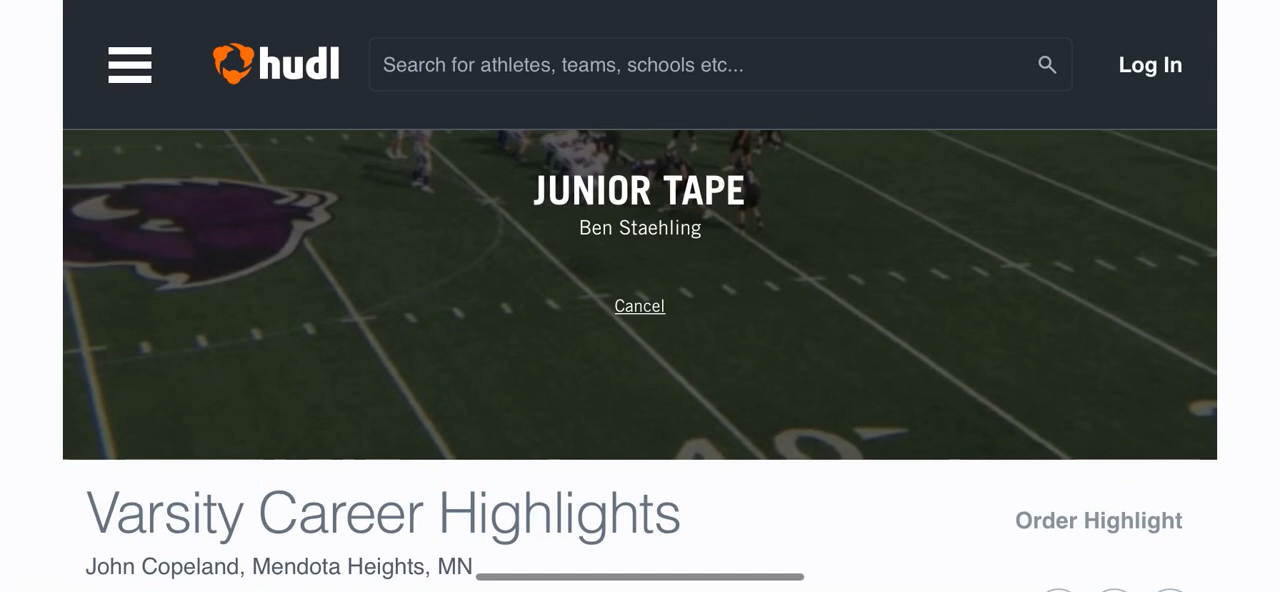 hudl
Search for athletes, teams, schools etc...
Log In
JUNIOR TAPE
Ben Staehling
Cancel
Varsity Career Highlights
Order Highlight
John Copeland, Mendota Heights, MN